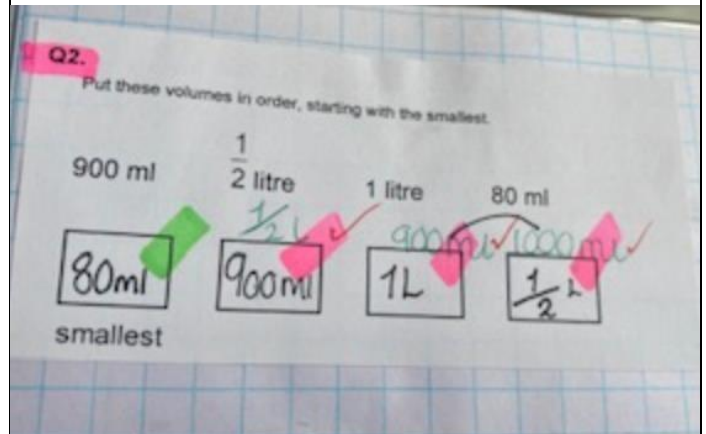 Q2.
Put these volumes in order, starting with the smallest.
900 ml 1/2 litre 1 litre 80 ml
1/2 L 900ml 1000ml
80ml 900ml 1L 1/2 L
smallest